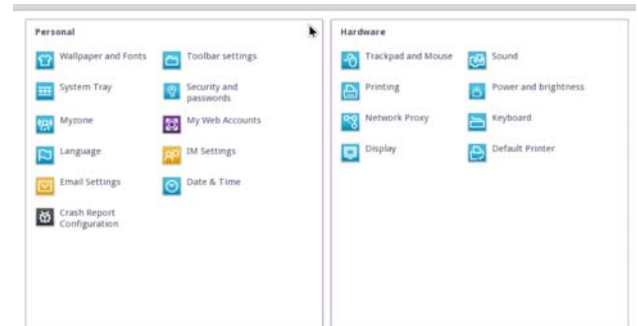 Personal
Wallpaper and Fonts
Toolbar settings
System Tray
Security and
passwords
Myzone
My Web Accounts
Language
IM Settings
Email Settings
Date & Time
Crash Report
Configuration
Hardware
Trackpad and Mouse
Sound
Printing
Power and brightness
Network Proxy
Keyboard
Display
Default Printer